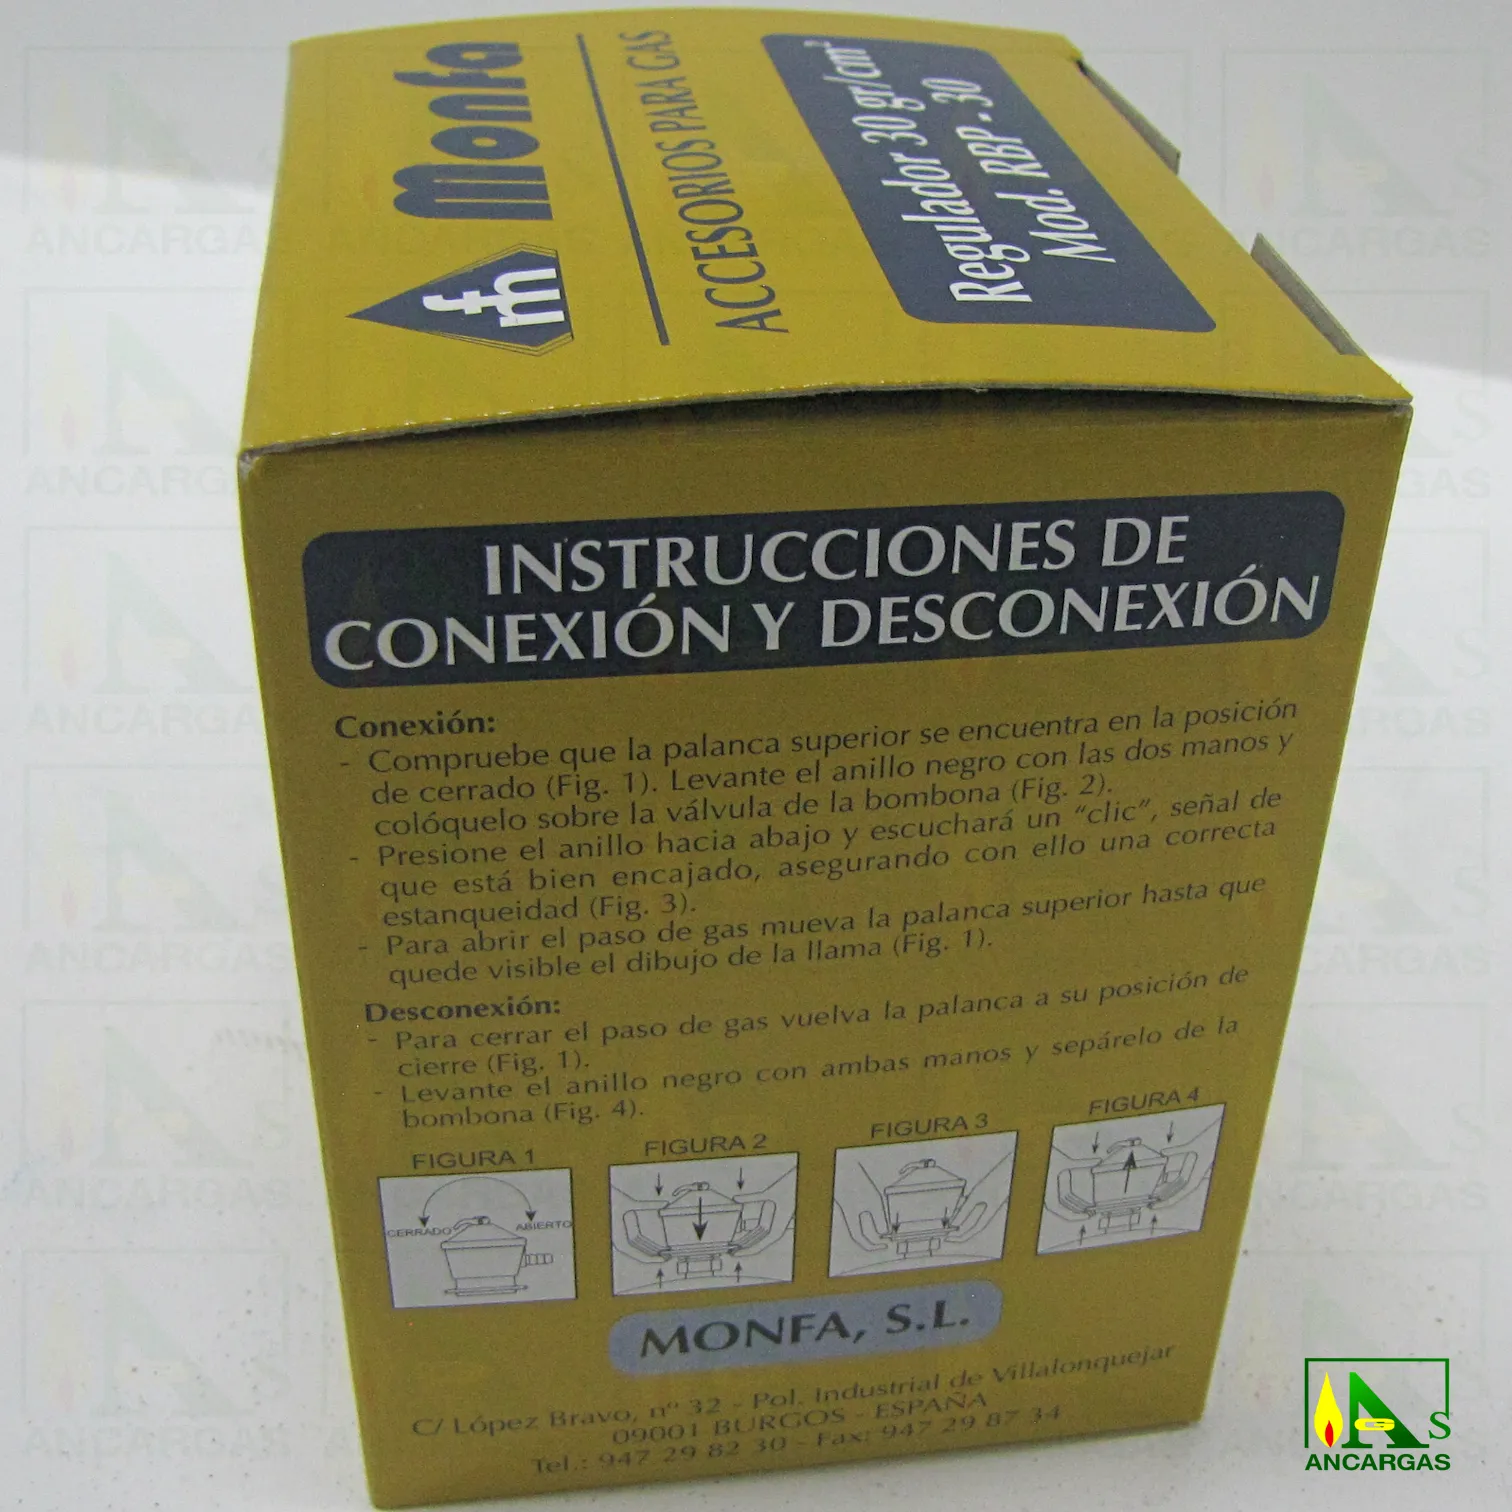 fm
Monfa
ACCESORIOS PARA GAS
Regulador 30 gr/cm²
Mod. RBP - 30
INSTRUCCIONES DE
CONEXIÓN Y DESCONEXIÓN
Conexión:
- Compruebe que la palanca superior se encuentra en la posición
de cerrado (Fig. 1). Levante el anillo negro con las dos manos y
colóquelo sobre la válvula de la bombona (Fig. 2).
- Presione el anillo hacia abajo y escuchará un "clic", señal de
que está bien encajado, asegurando con ello una correcta
estanqueidad (Fig. 3).
- Para abrir el paso de gas mueva la palanca superior hasta que
quede visible el dibujo de la llama (Fig. 1).
Desconexión:
- Para cerrar el paso de gas vuelva la palanca a su posición de
cierre (Fig. 1).
- Levante el anillo negro con ambas manos y sepárelo de la
bombona (Fig. 4).
FIGURA 1 FIGURA 2 FIGURA 3 FIGURA 4
CERRADO ABIERTO
MONFA, S.L.
C/ López Bravo, nº 32 - Pol. Industrial de Villalonquejar
09001 BURGOS - ESPAÑA
Tel.: 947 29 82 30 - Fax: 947 29 87 34
AGS
ANCARGAS